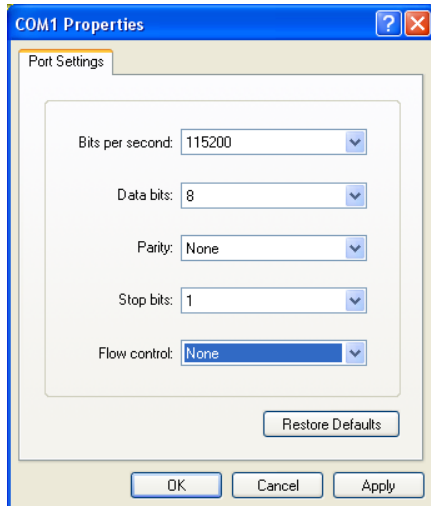 COM1 Properties
Port Settings
Bits per second: 115200
Data bits: 8
Parity: None
Stop bits: 1
Flow control: None
Restore Defaults
OK Cancel Apply